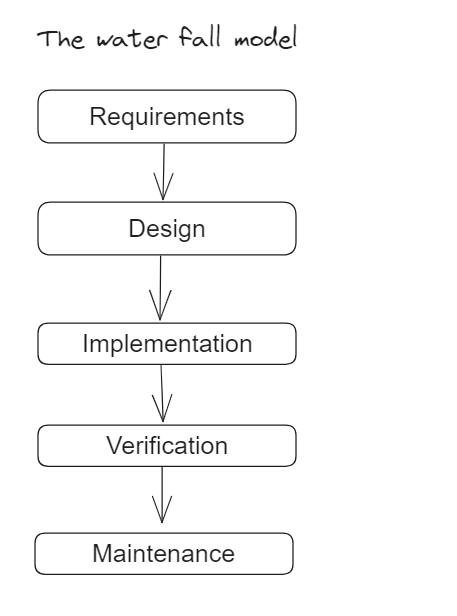 The water fall model
Requirements
Design
Implementation
Verification
Maintenance